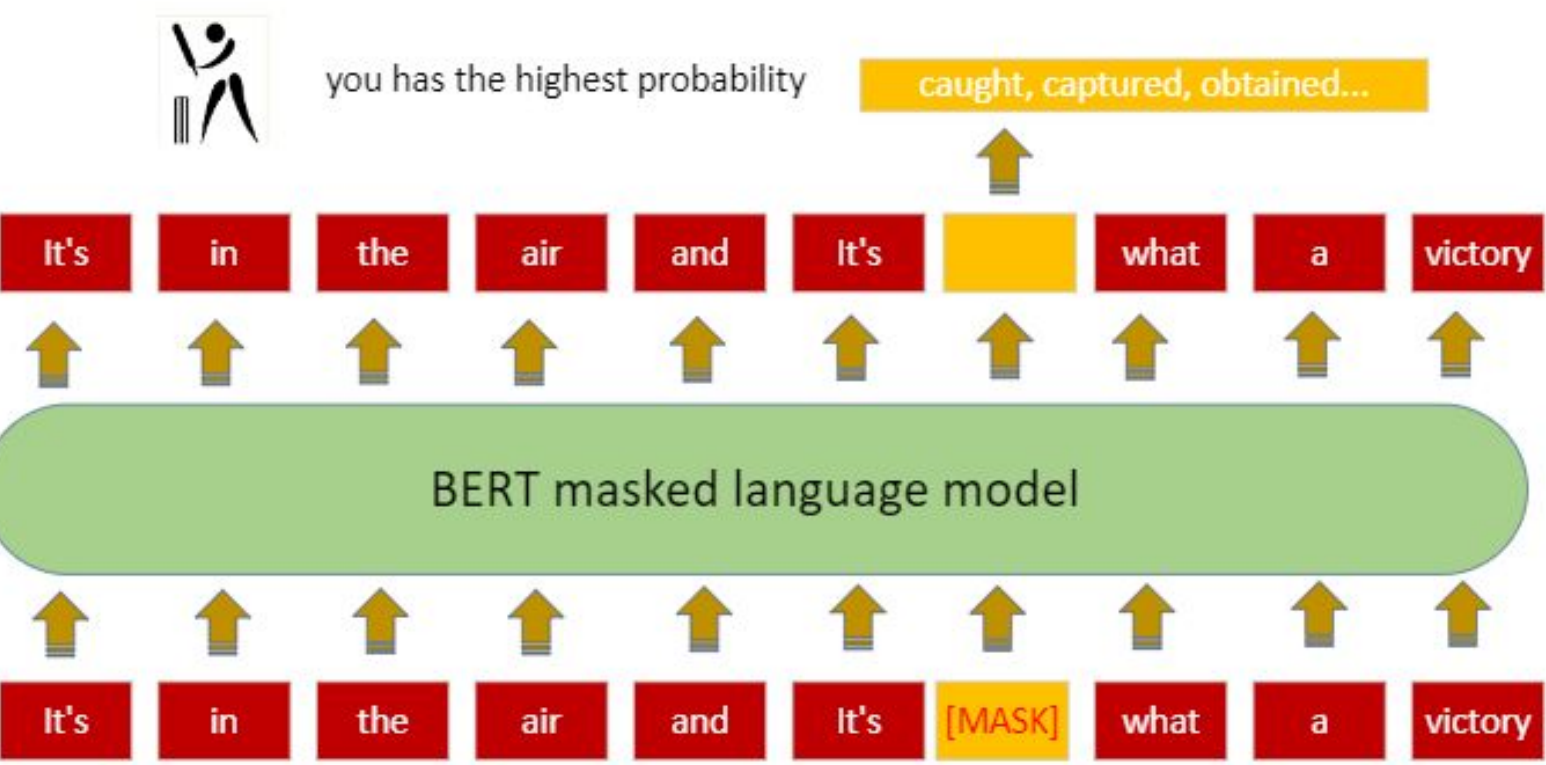 you has the highest probability caught, captured, obtained...
It's in the air and It's what a victory
BERT masked language model
It's in the air and It's [MASK] what a victory